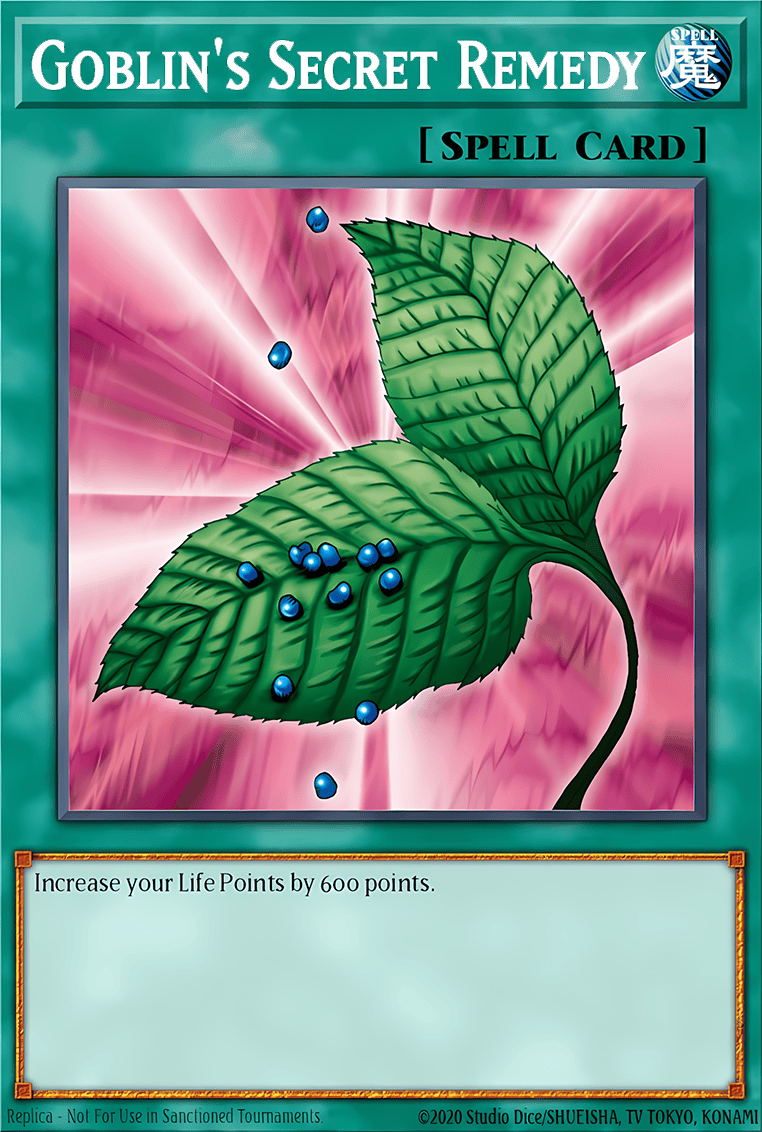 Goblin's Secret Remedy
SPELL
魔
[Spell Card]
Increase your Life Points by 600 points.
Replica - Not For Use in Sanctioned Tournaments.
©2020 Studio Dice/SHUEISHA, TV TOKYO, KONAMI